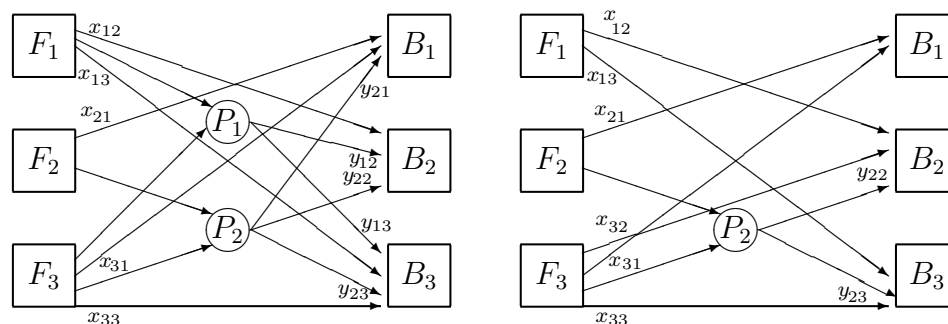 F₁ x₁₂ B₁
x₁₃ y₂₁
x₂₁ P₁
F₂ y₁₂ B₂
y₂₂
P₂ y₁₃
F₃ x₃₁ B₃
y₂₃
x₃₃
F₁ x₁₂ B₁
x₁₃
x₂₁
F₂ y₂₂ B₂
x₃₂ P₂
F₃ x₃₁ B₃
y₂₃
x₃₃